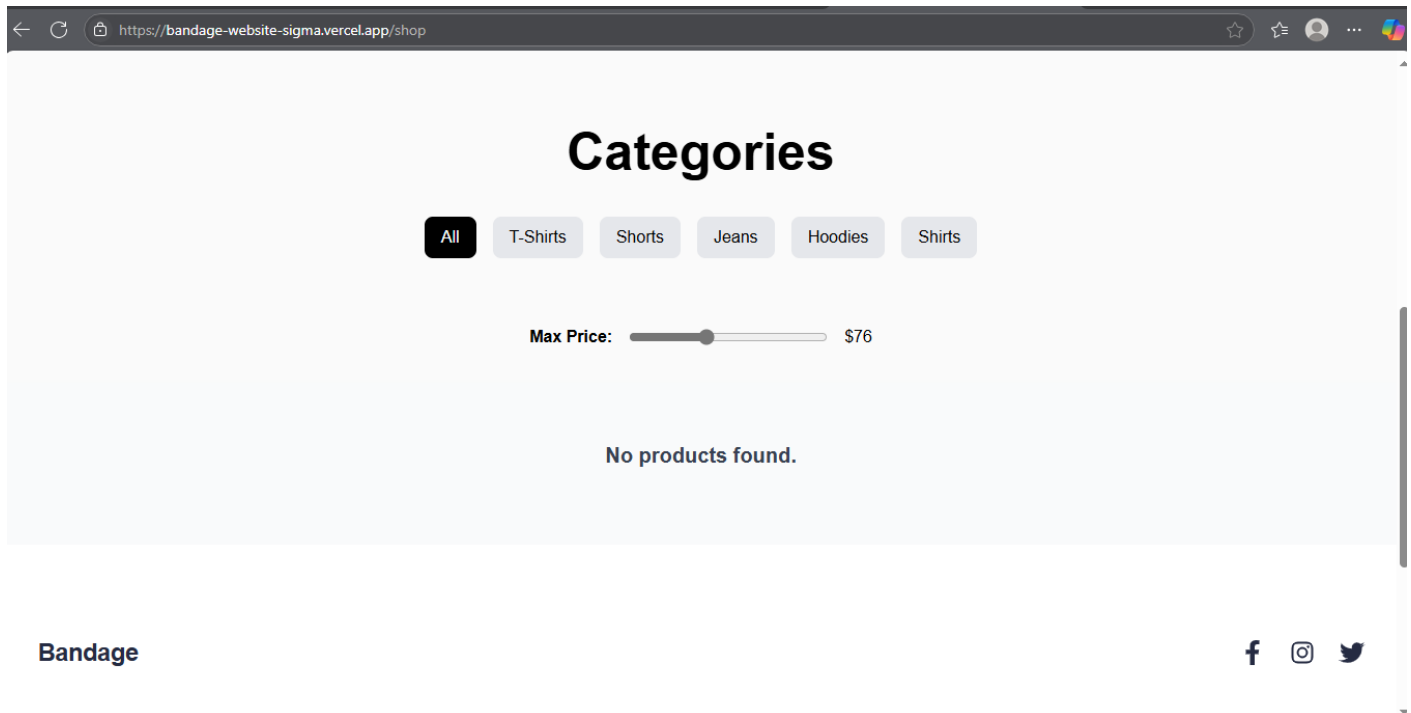 https://bandage-website-sigma.vercel.app/shop
Categories
All T-Shirts Shorts Jeans Hoodies Shirts
Max Price: $76
No products found.
Bandage